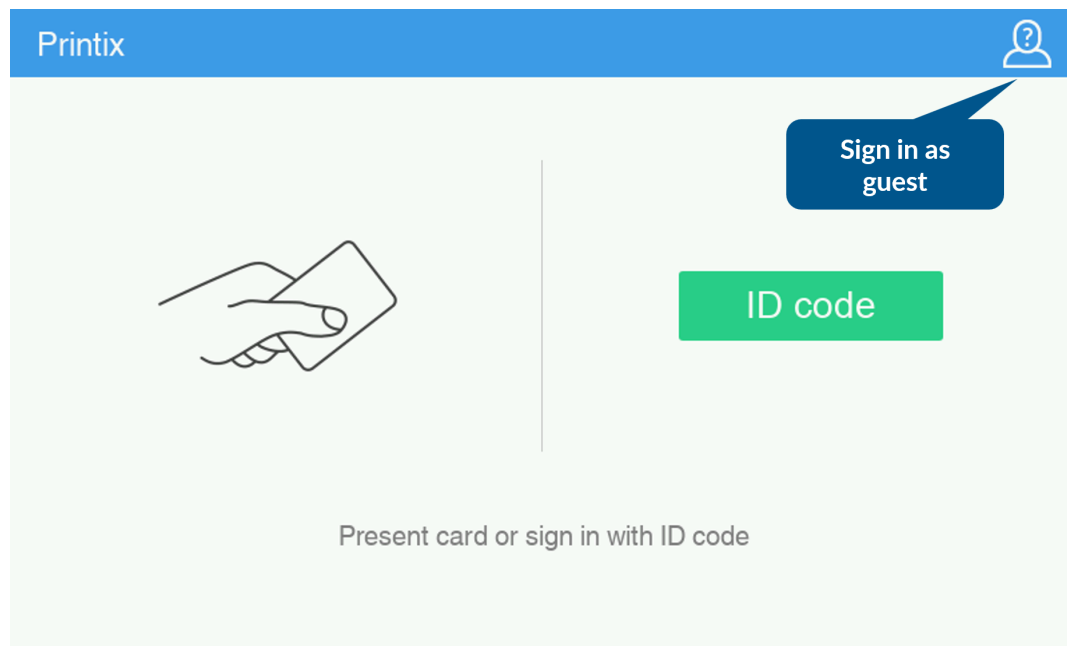 Printix
?
Sign in as
guest
ID code
Present card or sign in with ID code